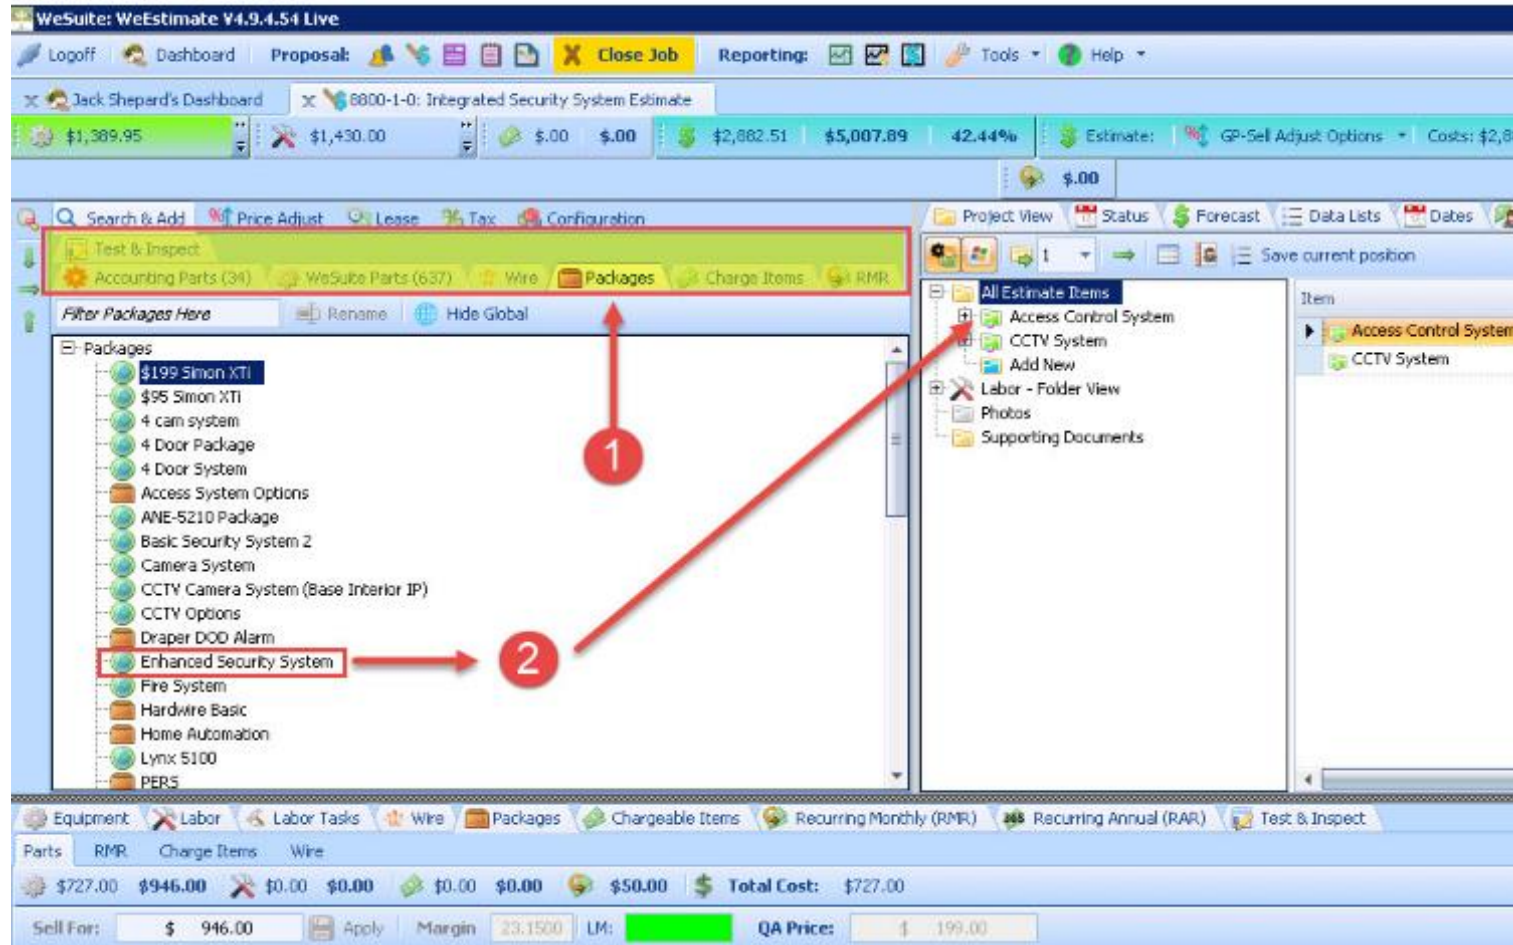 WeSuite: WeEstimate V4.9.4.54 Live
Logoff Dashboard Proposal: Close Job Reporting: Tools Help
x Jack Shepard's Dashboard x 8800-1-0: Integrated Security System Estimate
$1,389.95 $1,430.00 $.00 $.00 $2,882.51 $5,007.89 42.44% Estimate: GP-Sell Adjust Options Costs: $2,8
$.00
Search & Add Price Adjust Lease Tax Configuration Project View Status Forecast Data Lists Dates
Test & Inspect 1 Save current position
Accounting Parts (34) WeSuite Parts (637) Wire Packages Charge Items RMR
Filter Packages Here Rename Hide Global
All Estimate Items Item
Access Control System Access Control System
CCTV System CCTV System
Add New
Labor - Folder View
Photos
Supporting Documents
Packages
$199 Simon XTi
$95 Simon XTi
4 cam system
4 Door Package
4 Door System
Access System Options
ANE-5210 Package
Basic Security System 2
Camera System
CCTV Camera System (Base Interior IP)
CCTV Options
Draper DOD Alarm
Enhanced Security System
Fire System
Hardwire Basic
Home Automation
Lynx 5100
PERS
1
2
Equipment Labor Labor Tasks Wire Packages Chargeable Items Recurring Monthly (RMR) 365 Recurring Annual (RAR) Test & Inspect
Parts RMR Charge Items Wire
$727.00 $946.00 $0.00 $0.00 $0.00 $0.00 $50.00 Total Cost: $727.00
Sell For: $ 946.00 Apply Margin 23.1500 LM: QA Price: $ 199.00